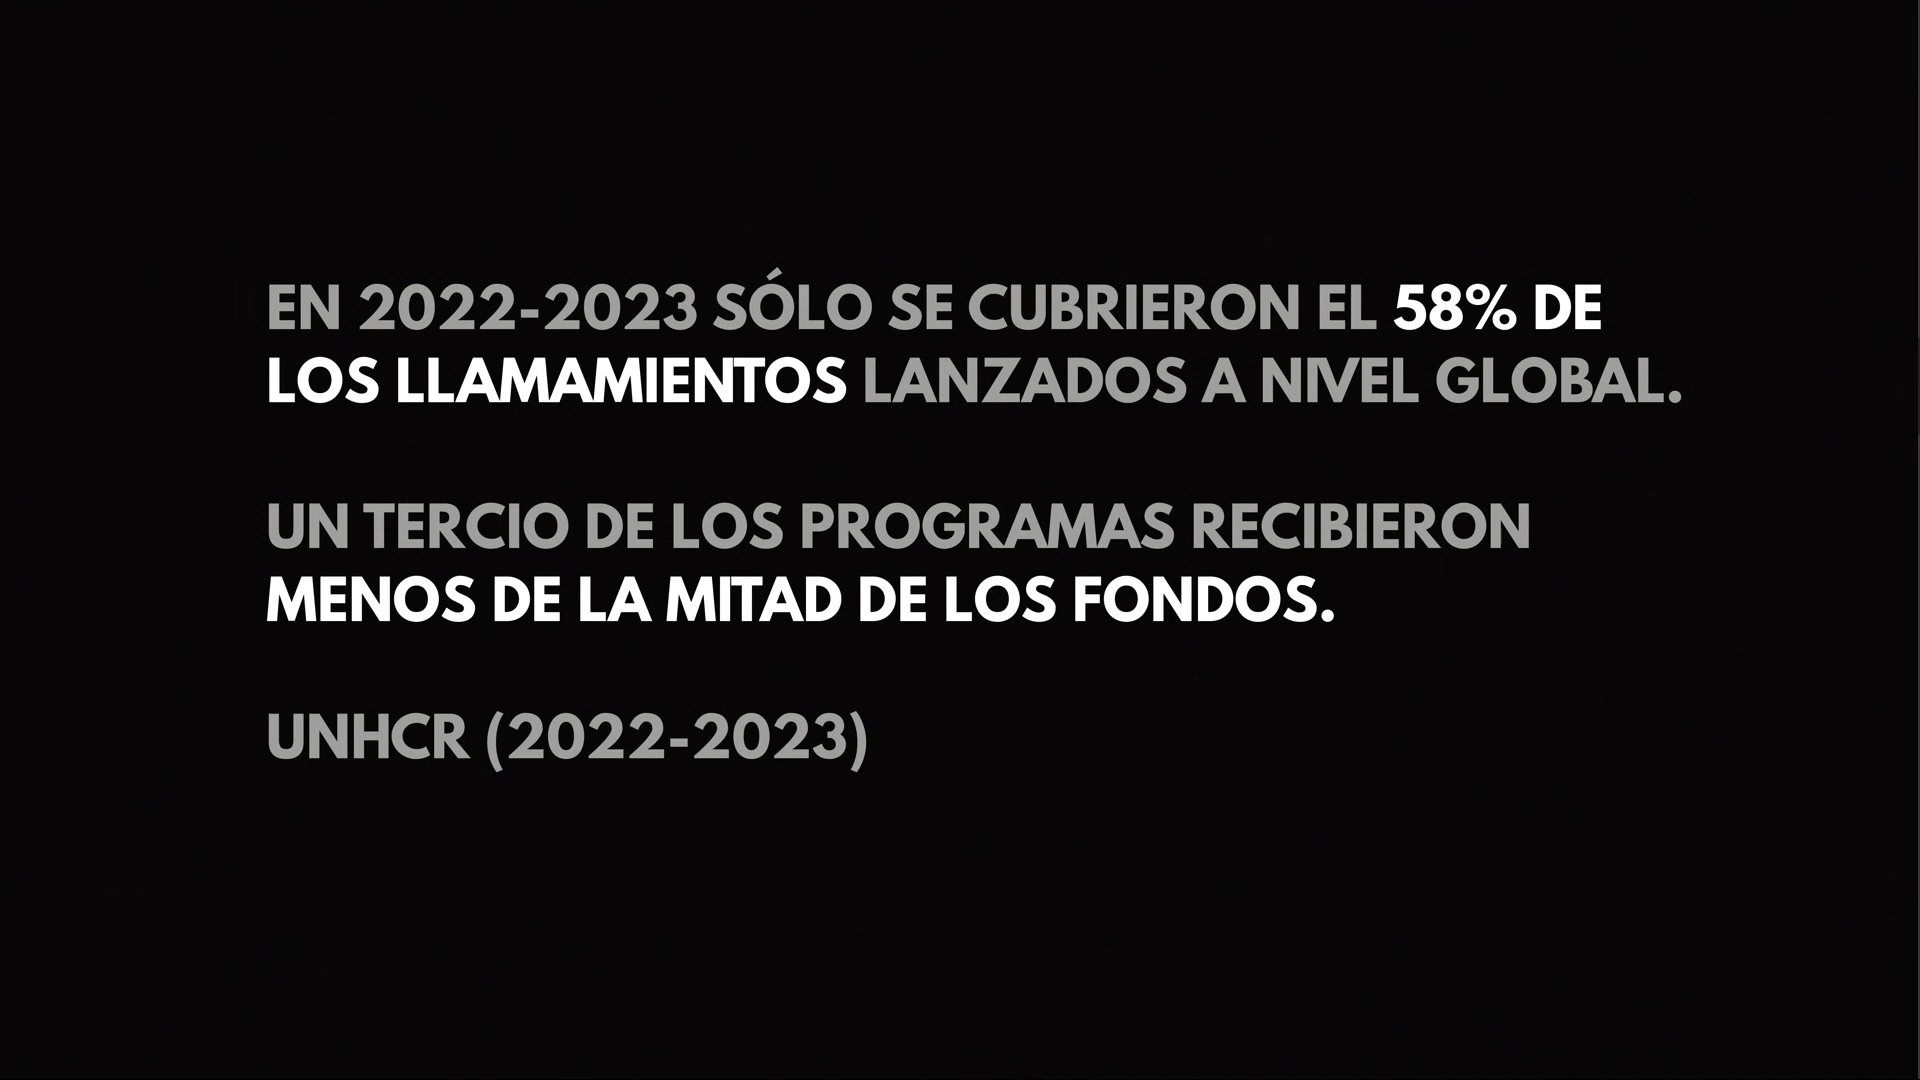 EN 2022-2023 SÓLO SE CUBRIERON EL 58% DE
LOS LLAMAMIENTOS LANZADOS A NIVEL GLOBAL.
UN TERCIO DE LOS PROGRAMAS RECIBIERON
MENOS DE LA MITAD DE LOS FONDOS.
UNHCR (2022-2023)